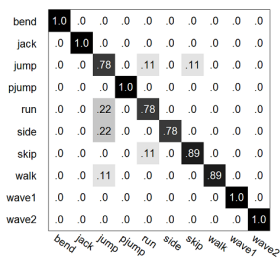 bend 1.0 .0 .0 .0 .0 .0 .0 .0 .0 .0
jack .0 1.0 .0 .0 .0 .0 .0 .0 .0 .0
jump .0 .0 .78 .0 .11 .0 .11 .0 .0 .0
pjump .0 .0 .0 1.0 .0 .0 .0 .0 .0 .0
run .0 .0 .22 .0 .78 .0 .0 .0 .0 .0
side .0 .0 .22 .0 .0 .78 .0 .0 .0 .0
skip .0 .0 .0 .0 .11 .0 .89 .0 .0 .0
walk .0 .0 .11 .0 .0 .0 .0 .89 .0 .0
wave1 .0 .0 .0 .0 .0 .0 .0 .0 1.0 .0
wave2 .0 .0 .0 .0 .0 .0 .0 .0 .0 1.0
bend jack jump pjump run side skip walk wave1 wave2